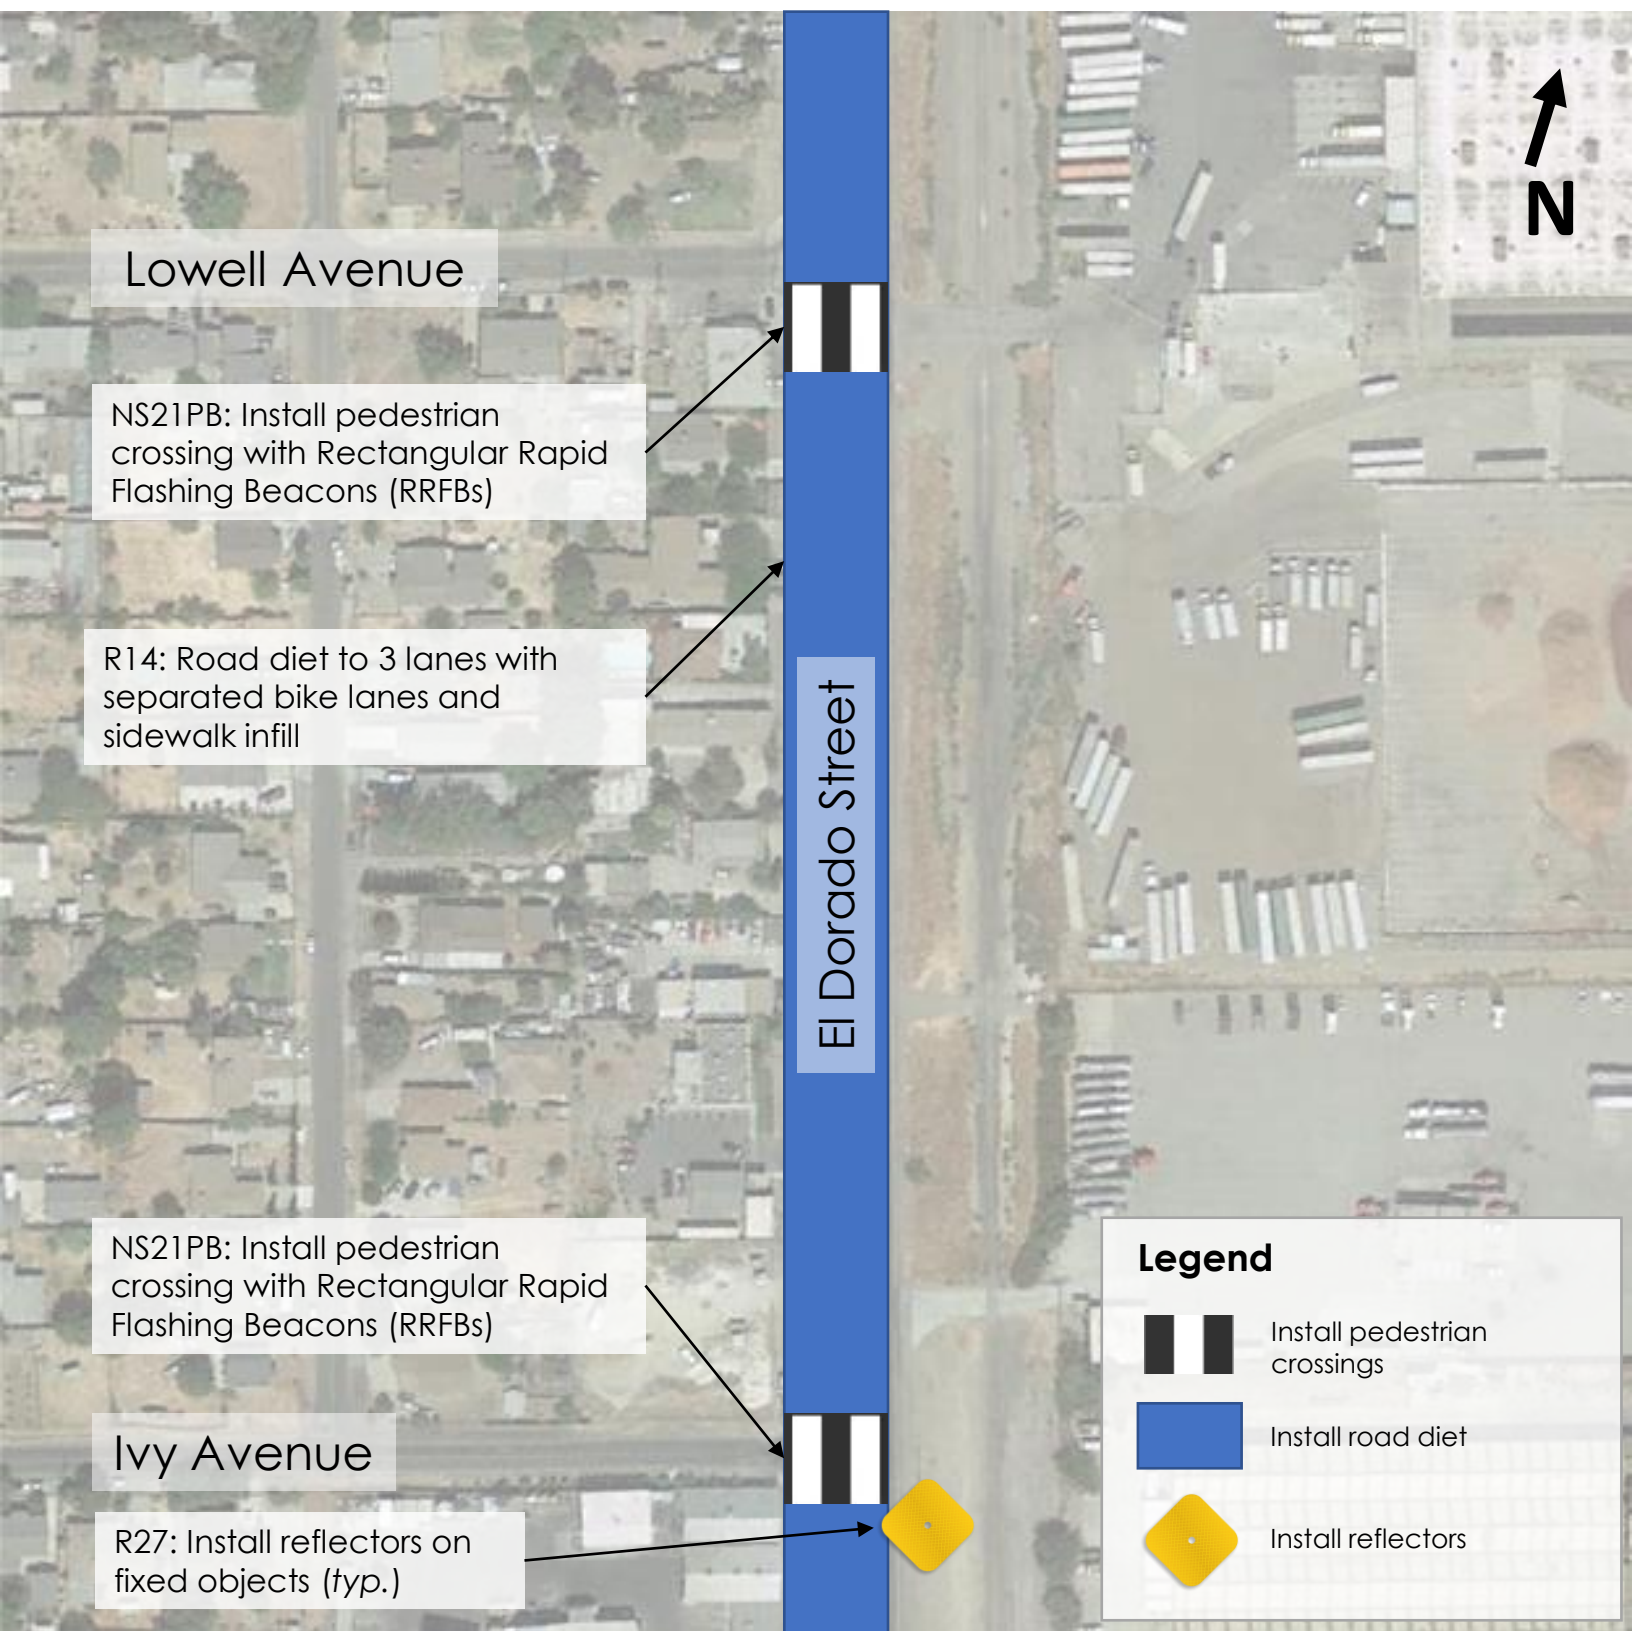 N
Lowell Avenue
NS21PB: Install pedestrian
crossing with Rectangular Rapid
Flashing Beacons (RRFBs)
R14: Road diet to 3 lanes with
separated bike lanes and
sidewalk infill
El Dorado Street
NS21PB: Install pedestrian
crossing with Rectangular Rapid
Flashing Beacons (RRFBs)
Ivy Avenue
R27: Install reflectors on
fixed objects (typ.)
Legend
Install pedestrian
crossings
Install road diet
Install reflectors